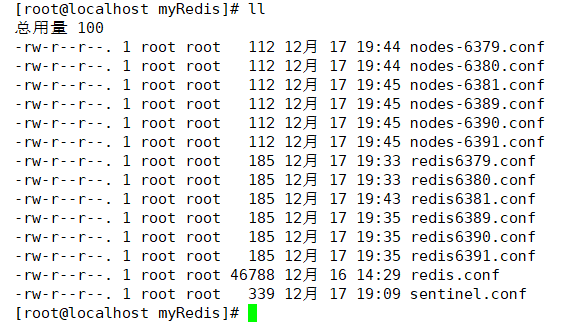 [root@localhost myRedis]# ll
总用量 100
-rw-r--r--. 1 root root   112 12月 17 19:44 nodes-6379.conf
-rw-r--r--. 1 root root   112 12月 17 19:44 nodes-6380.conf
-rw-r--r--. 1 root root   112 12月 17 19:45 nodes-6381.conf
-rw-r--r--. 1 root root   112 12月 17 19:45 nodes-6389.conf
-rw-r--r--. 1 root root   112 12月 17 19:45 nodes-6390.conf
-rw-r--r--. 1 root root   112 12月 17 19:45 nodes-6391.conf
-rw-r--r--. 1 root root   185 12月 17 19:33 redis6379.conf
-rw-r--r--. 1 root root   185 12月 17 19:33 redis6380.conf
-rw-r--r--. 1 root root   185 12月 17 19:43 redis6381.conf
-rw-r--r--. 1 root root   185 12月 17 19:35 redis6389.conf
-rw-r--r--. 1 root root   185 12月 17 19:35 redis6390.conf
-rw-r--r--. 1 root root   185 12月 17 19:35 redis6391.conf
-rw-r--r--. 1 root root 46788 12月 16 14:29 redis.conf
-rw-r--r--. 1 root root   339 12月 17 19:09 sentinel.conf
[root@localhost myRedis]#